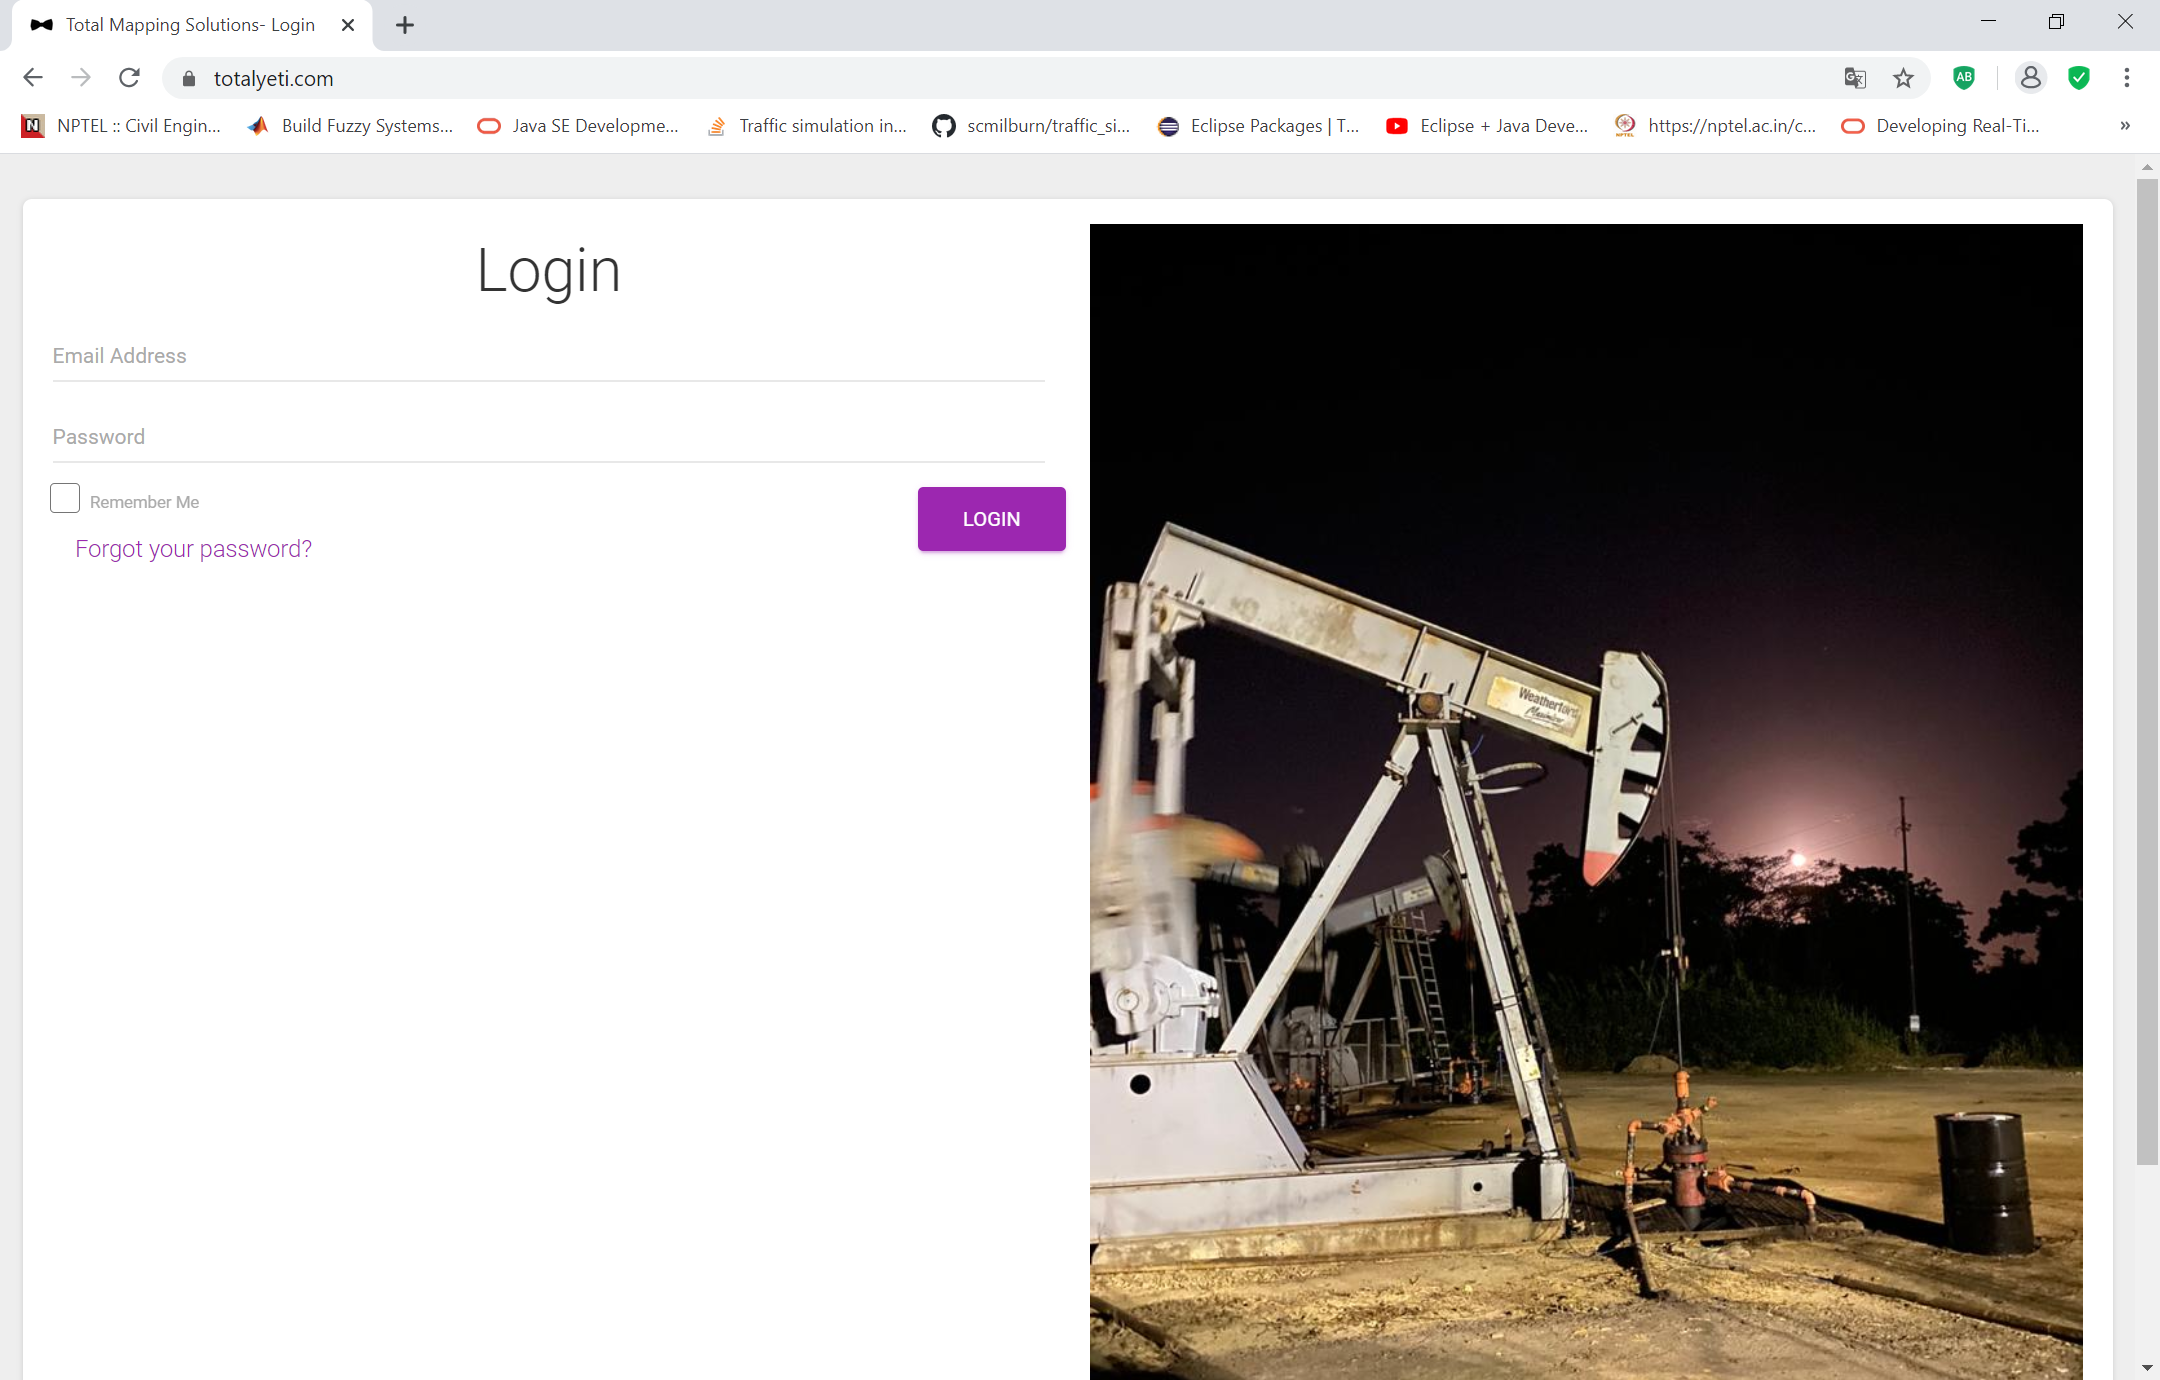 Total Mapping Solutions- Login
totalyeti.com
NPTEL :: Civil Engin...
Build Fuzzy Systems...
Java SE Developme...
Traffic simulation in...
scmilburn/traffic_si...
Eclipse Packages | T...
Eclipse + Java Deve...
https://nptel.ac.in/c...
Developing Real-Ti...
»
Login
Email Address
Password
Remember Me
LOGIN
Forgot your password?
Weatherford
Maximizer